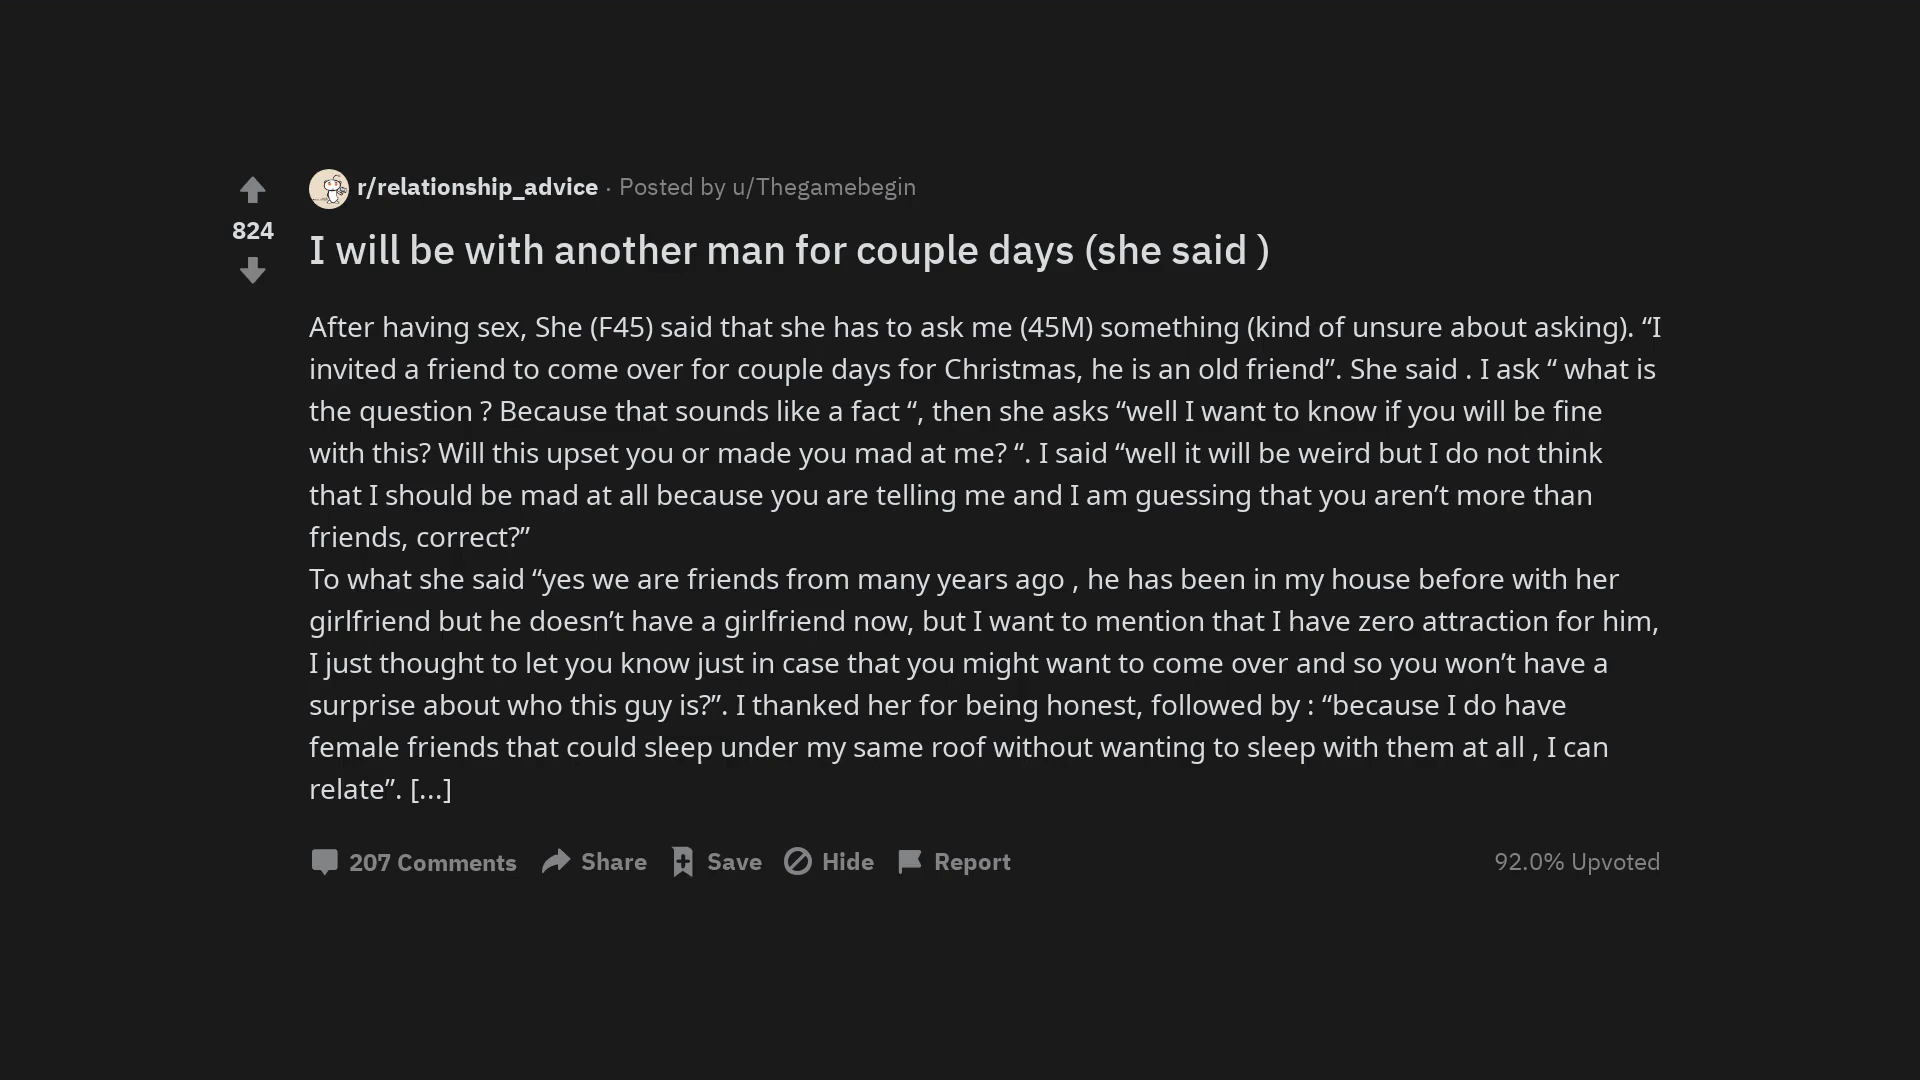 r/relationship_advice · Posted by u/Thegamebegin
824
I will be with another man for couple days (she said )
After having sex, She (F45) said that she has to ask me (45M) something (kind of unsure about asking). “I
invited a friend to come over for couple days for Christmas, he is an old friend”. She said . I ask “ what is
the question ? Because that sounds like a fact “, then she asks “well I want to know if you will be fine
with this? Will this upset you or made you mad at me? “. I said “well it will be weird but I do not think
that I should be mad at all because you are telling me and I am guessing that you aren’t more than
friends, correct?”
To what she said “yes we are friends from many years ago , he has been in my house before with her
girlfriend but he doesn’t have a girlfriend now, but I want to mention that I have zero attraction for him,
I just thought to let you know just in case that you might want to come over and so you won’t have a
surprise about who this guy is?”. I thanked her for being honest, followed by : “because I do have
female friends that could sleep under my same roof without wanting to sleep with them at all , I can
relate”. [...]
207 Comments Share Save Hide Report 92.0% Upvoted